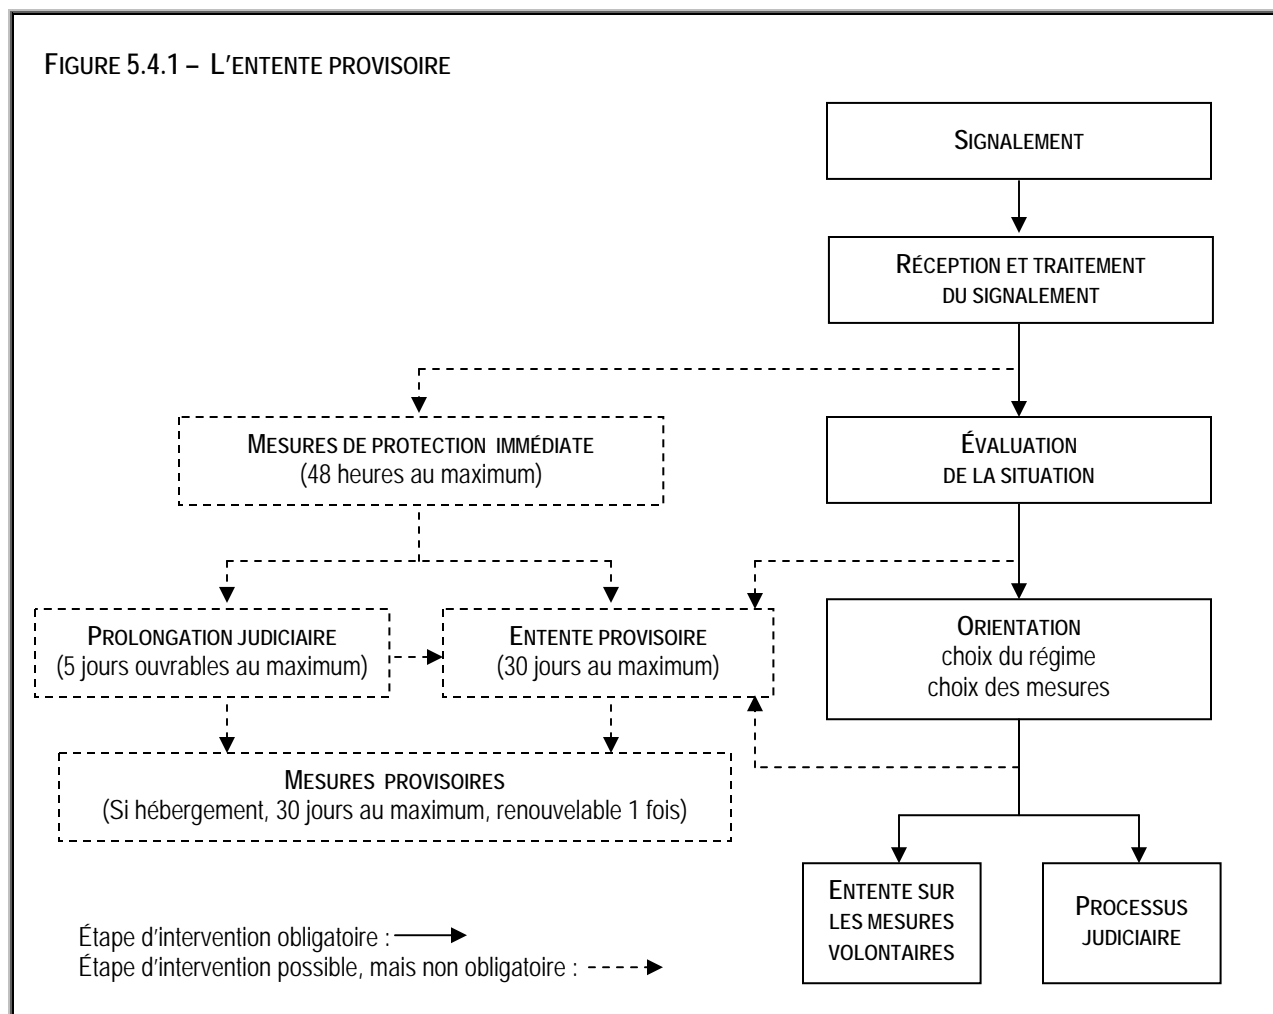 FIGURE 5.4.1 – L'ENTENTE PROVISOIRE
SIGNALEMENT
RÉCEPTION ET TRAITEMENT
DU SIGNALEMENT
MESURES DE PROTECTION IMMÉDIATE
(48 heures au maximum)
ÉVALUATION
DE LA SITUATION
PROLONGATION JUDICIAIRE
(5 jours ouvrables au maximum)
ENTENTE PROVISOIRE
(30 jours au maximum)
ORIENTATION
choix du régime
choix des mesures
MESURES PROVISOIRES
(Si hébergement, 30 jours au maximum, renouvelable 1 fois)
ENTENTE SUR
LES MESURES
VOLONTAIRES
PROCESSUS
JUDICIAIRE
Étape d'intervention obligatoire :
Étape d'intervention possible, mais non obligatoire :